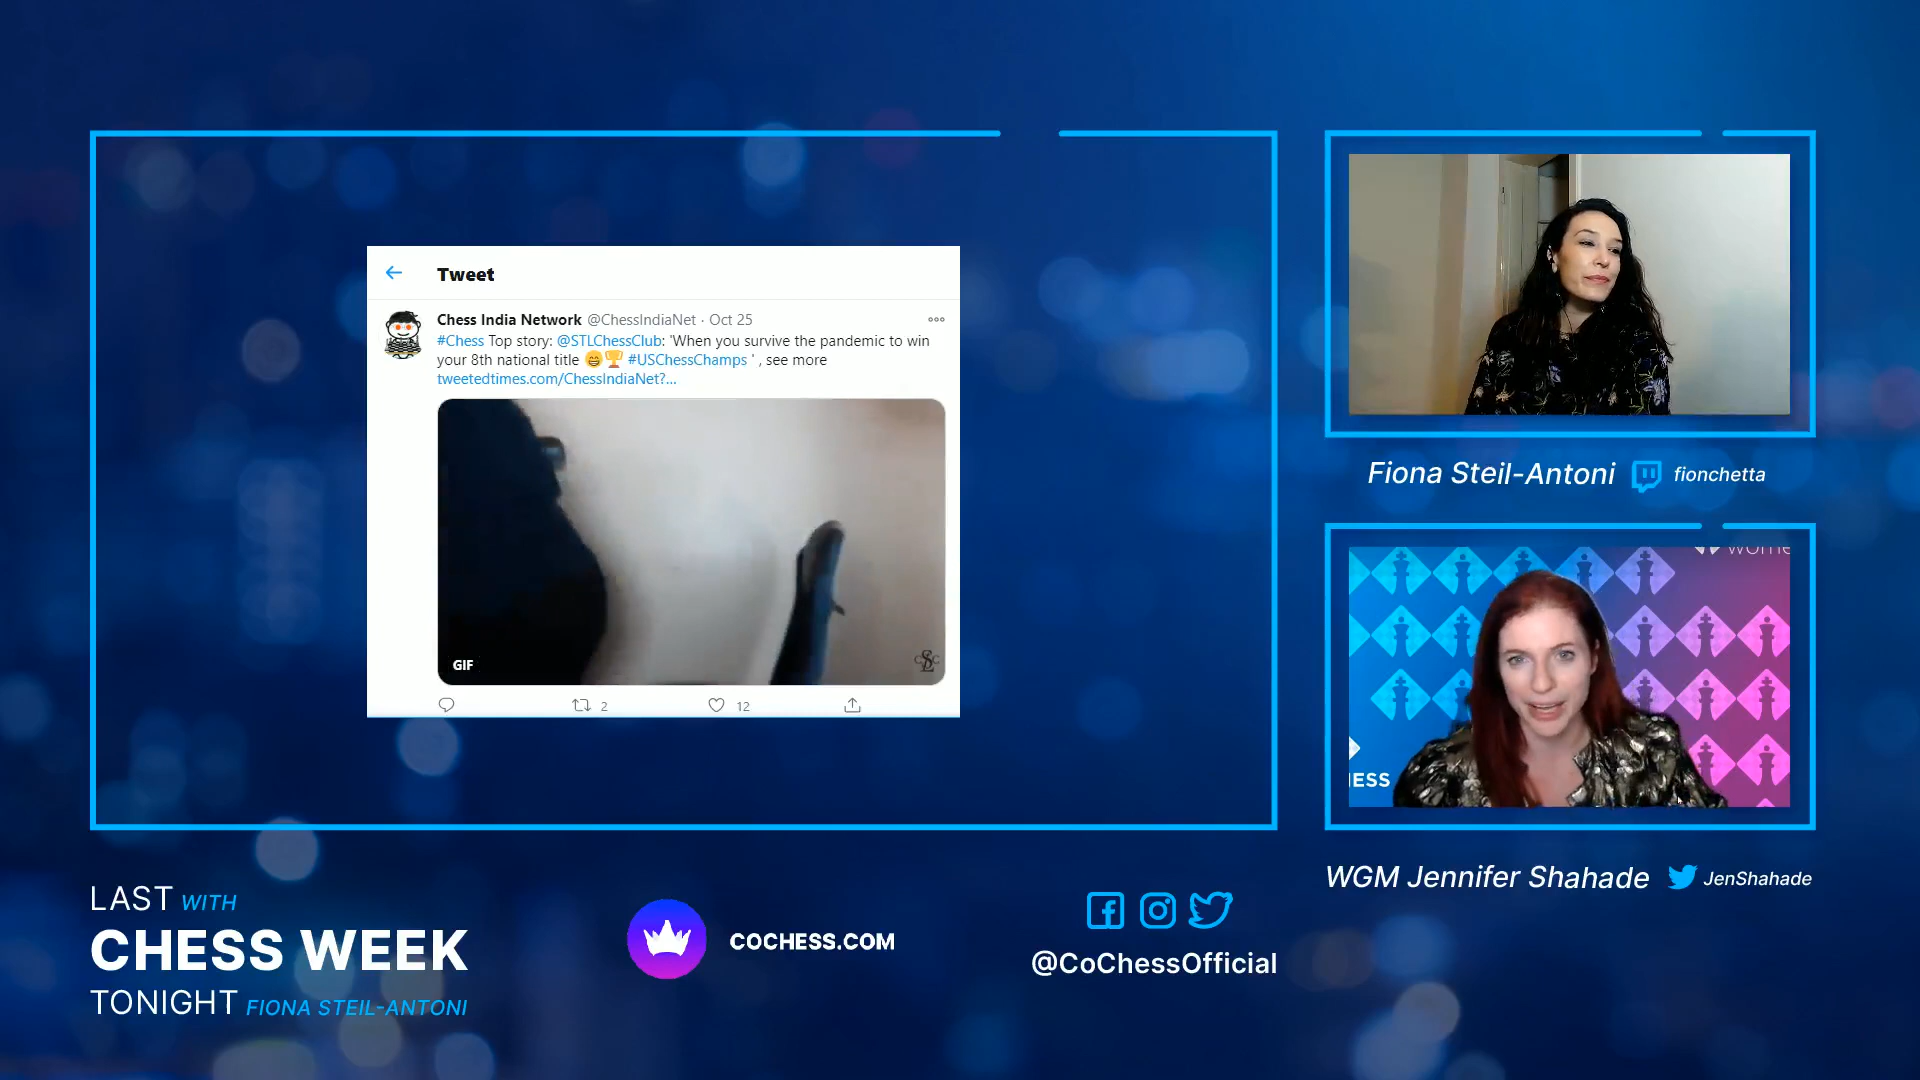 Tweet
Chess India Network @ChessIndiaNet · Oct 25
#Chess Top story: @STLChessClub: 'When you survive the pandemic to win
your 8th national title 😁🏆 #USChessChamps ' , see more
tweetedtimes.com/ChessIndiaNet?...
GIF
2
12
Fiona Steil-Antoni
fionchetta
WGM Jennifer Shahade
JenShahade
LAST WITH
CHESS WEEK
TONIGHT FIONA STEIL-ANTONI
COCHESS.COM
@CoChessOfficial